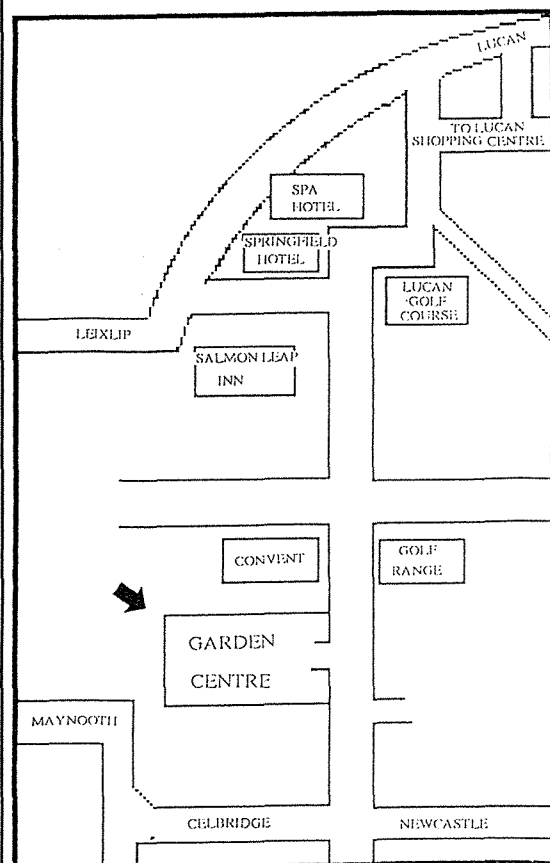 LUCAN
TO LUCAN
SHOPPING CENTRE
SPA
HOTEL
SPRINGFIELD
HOTEL
LUCAN
GOLF
COURSE
LEIXLIP
SALMON LEAP
INN
CONVENT
GOLF
RANGE
GARDEN
CENTRE
MAYNOOTH
CELBRIDGE
NEWCASTLE